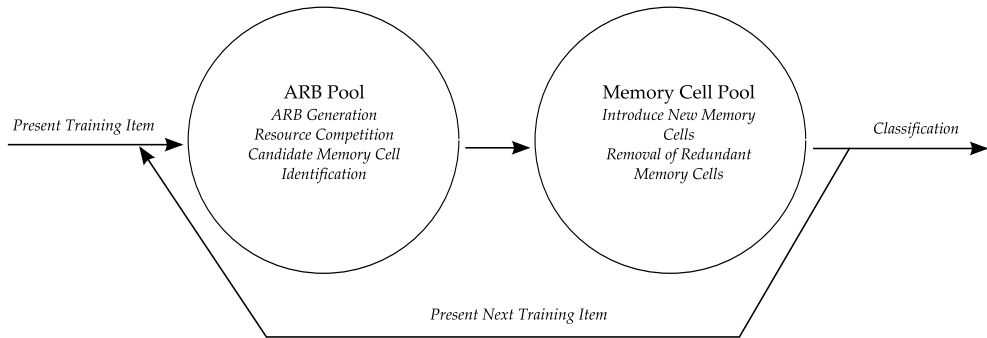 Present Training Item
ARB Pool
ARB Generation
Resource Competition
Candidate Memory Cell
Identification
Memory Cell Pool
Introduce New Memory
Cells
Removal of Redundant
Memory Cells
Classification
Present Next Training Item